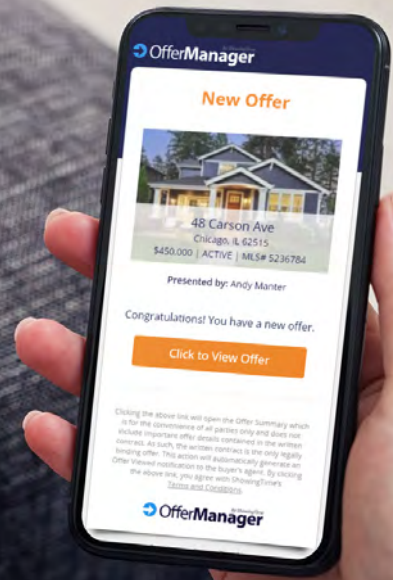 By ShowingTime
OfferManager
New Offer
48 Carson Ave
Chicago, IL 62515
$450.000 | ACTIVE | MLS# 5236784
Presented by: Andy Manter
Congratulations! You have a new offer.
Click to View Offer
Clicking the above link will open the Offer Summary which
is for the convenience of all parties only and does not
include important offer details contained in the written
contract. As such, the written contract is the only legally
binding offer. This action will automatically generate an
Offer Viewed notification to the buyer's agent. By clicking
the above link, you agree with ShowingTime's
Terms and Conditions.
By ShowingTime
OfferManager